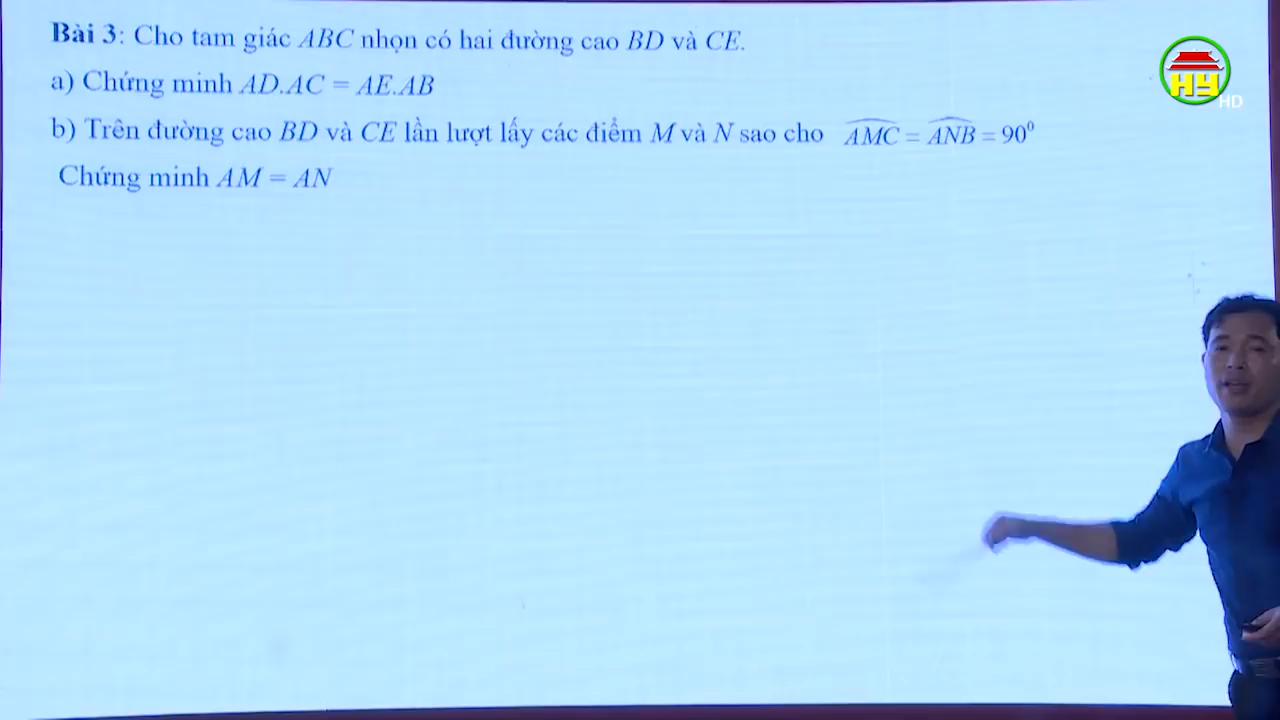 Bài 3: Cho tam giác ABC nhọn có hai đường cao BD và CE.
a) Chứng minh AD.AC = AE.AB
b) Trên đường cao BD và CE lần lượt lấy các điểm M và N sao cho AMC = ANB = 90⁰
Chứng minh AM = AN
HY
HD